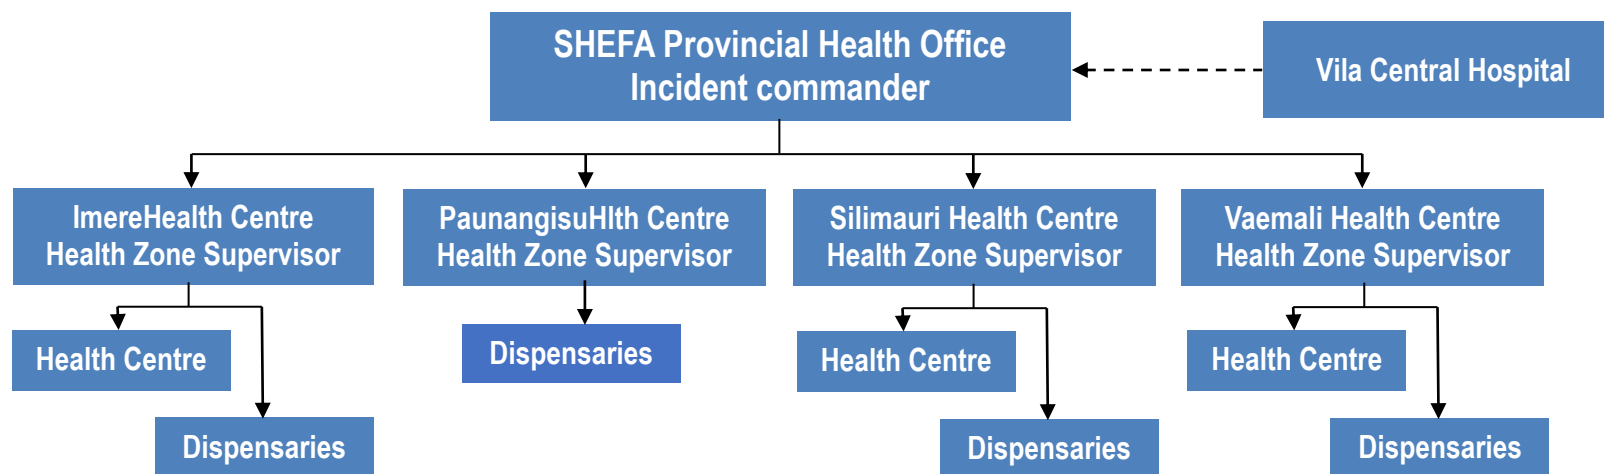 SHEFA Provincial Health Office
Incident commander
Vila Central Hospital
ImereHealth Centre
Health Zone Supervisor
PaunangisuHlth Centre
Health Zone Supervisor
Silimauri Health Centre
Health Zone Supervisor
Vaemali Health Centre
Health Zone Supervisor
Health Centre
Dispensaries
Dispensaries
Health Centre
Dispensaries
Health Centre
Dispensaries